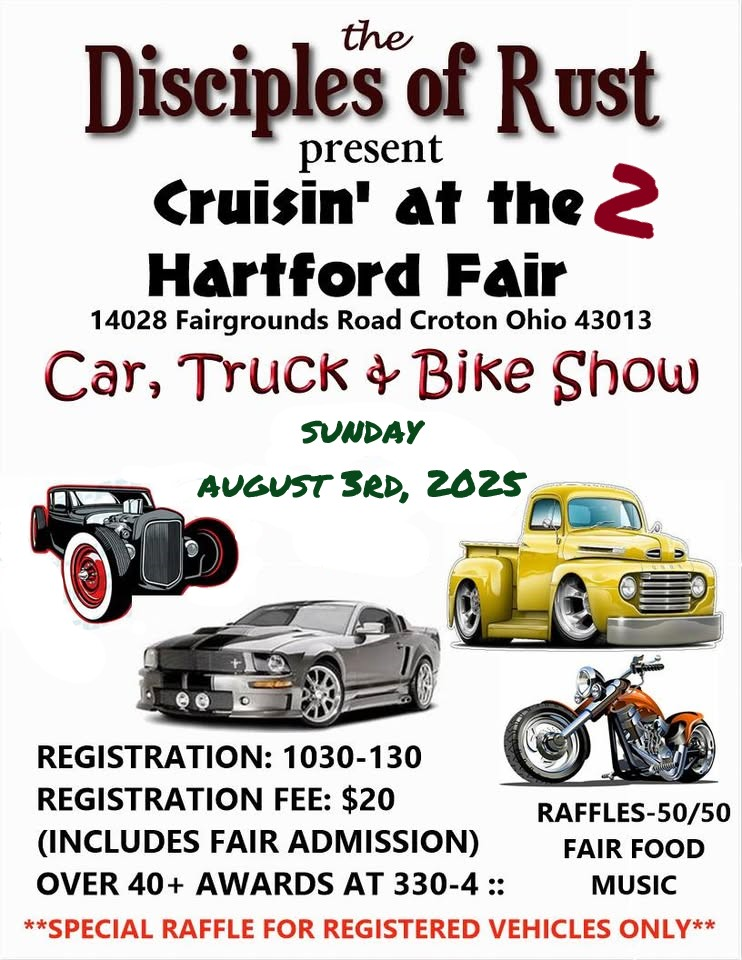 the
Disciples of Rust
present
Cruisin' at the 2
Hartford Fair
14028 Fairgrounds Road Croton Ohio 43013
Car, Truck & Bike Show
SUNDAY
AUGUST 3RD, 2025
REGISTRATION: 1030-130
REGISTRATION FEE: $20
(INCLUDES FAIR ADMISSION)
OVER 40+ AWARDS AT 330-4 ::
RAFFLES-50/50
FAIR FOOD
MUSIC
**SPECIAL RAFFLE FOR REGISTERED VEHICLES ONLY**